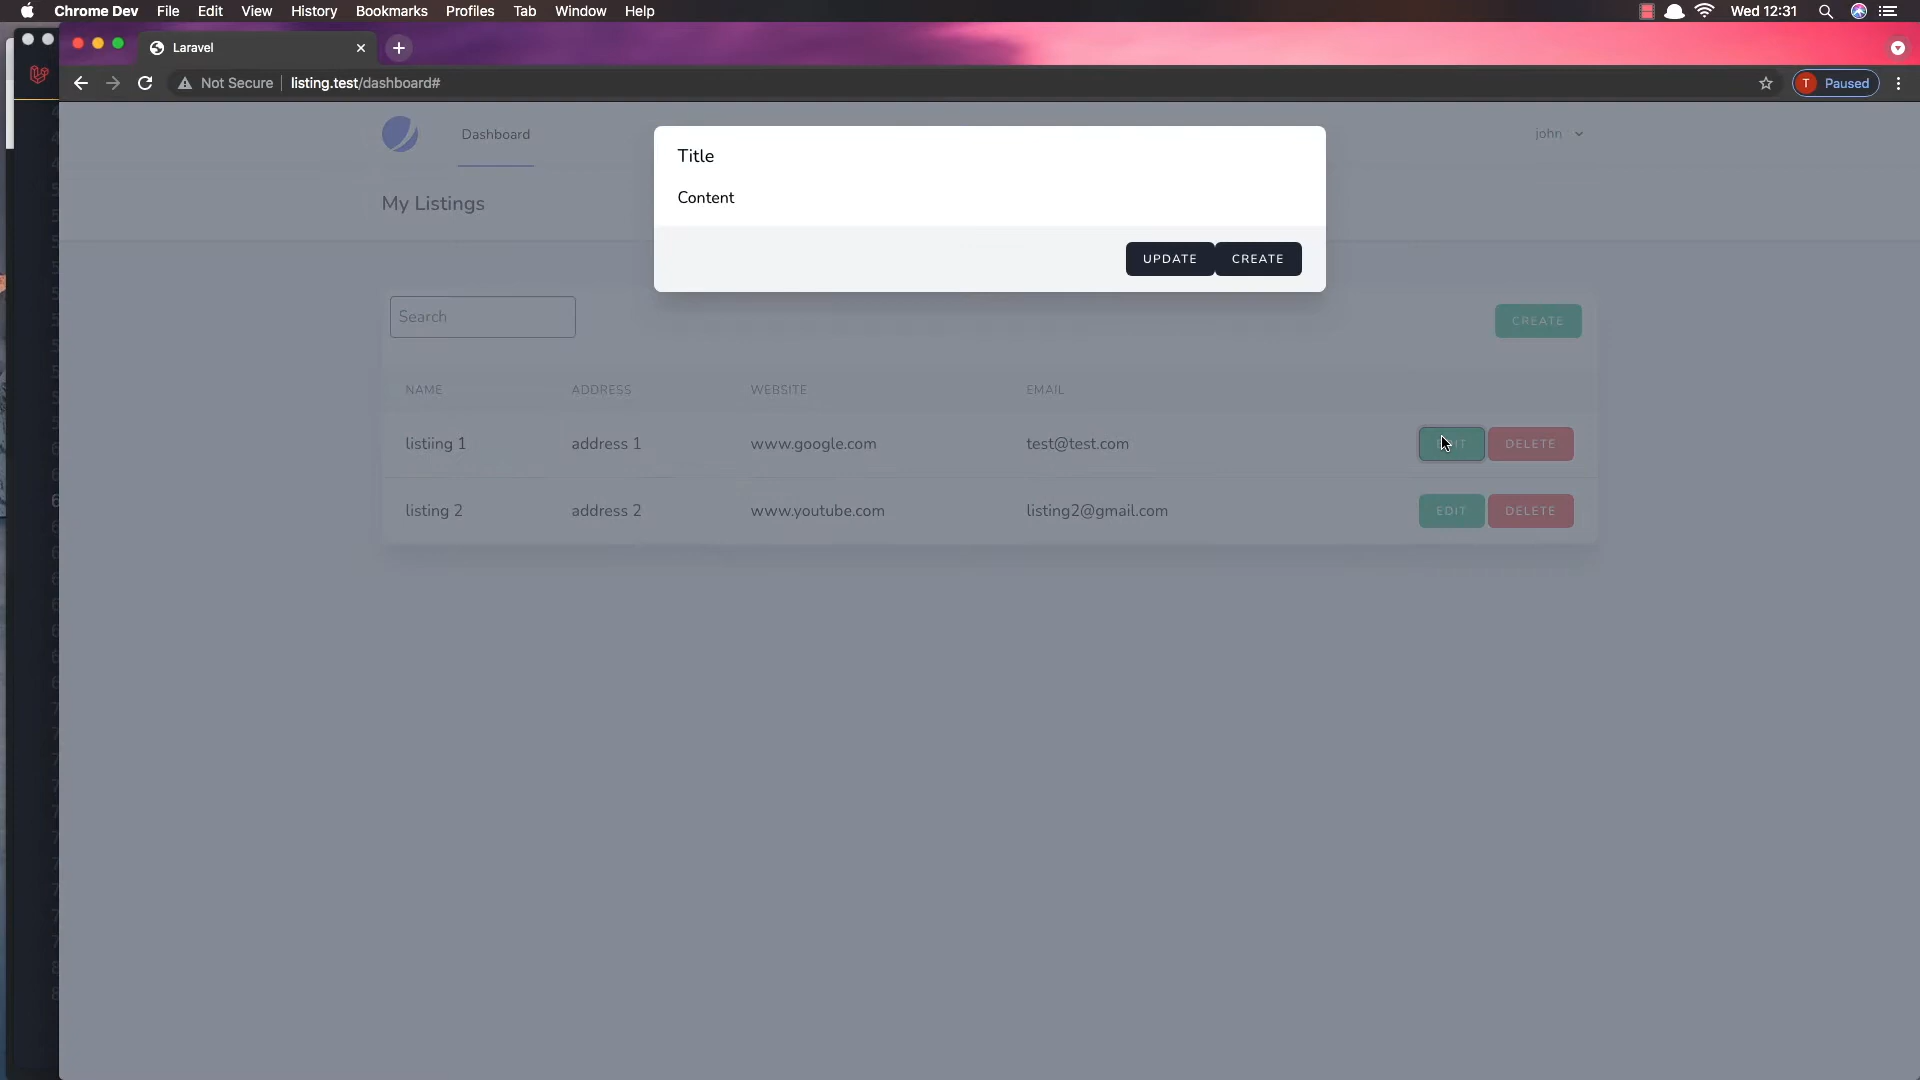 Chrome Dev File Edit View History Bookmarks Profiles Tab Window Help Wed 12:31
Laravel
Not Secure listing.test/dashboard# T Paused
Dashboard john
Title
Content
My Listings
UPDATE CREATE
Search CREATE
NAME ADDRESS WEBSITE EMAIL
listiing 1 address 1 www.google.com test@test.com EDIT DELETE
listing 2 address 2 www.youtube.com listing2@gmail.com EDIT DELETE